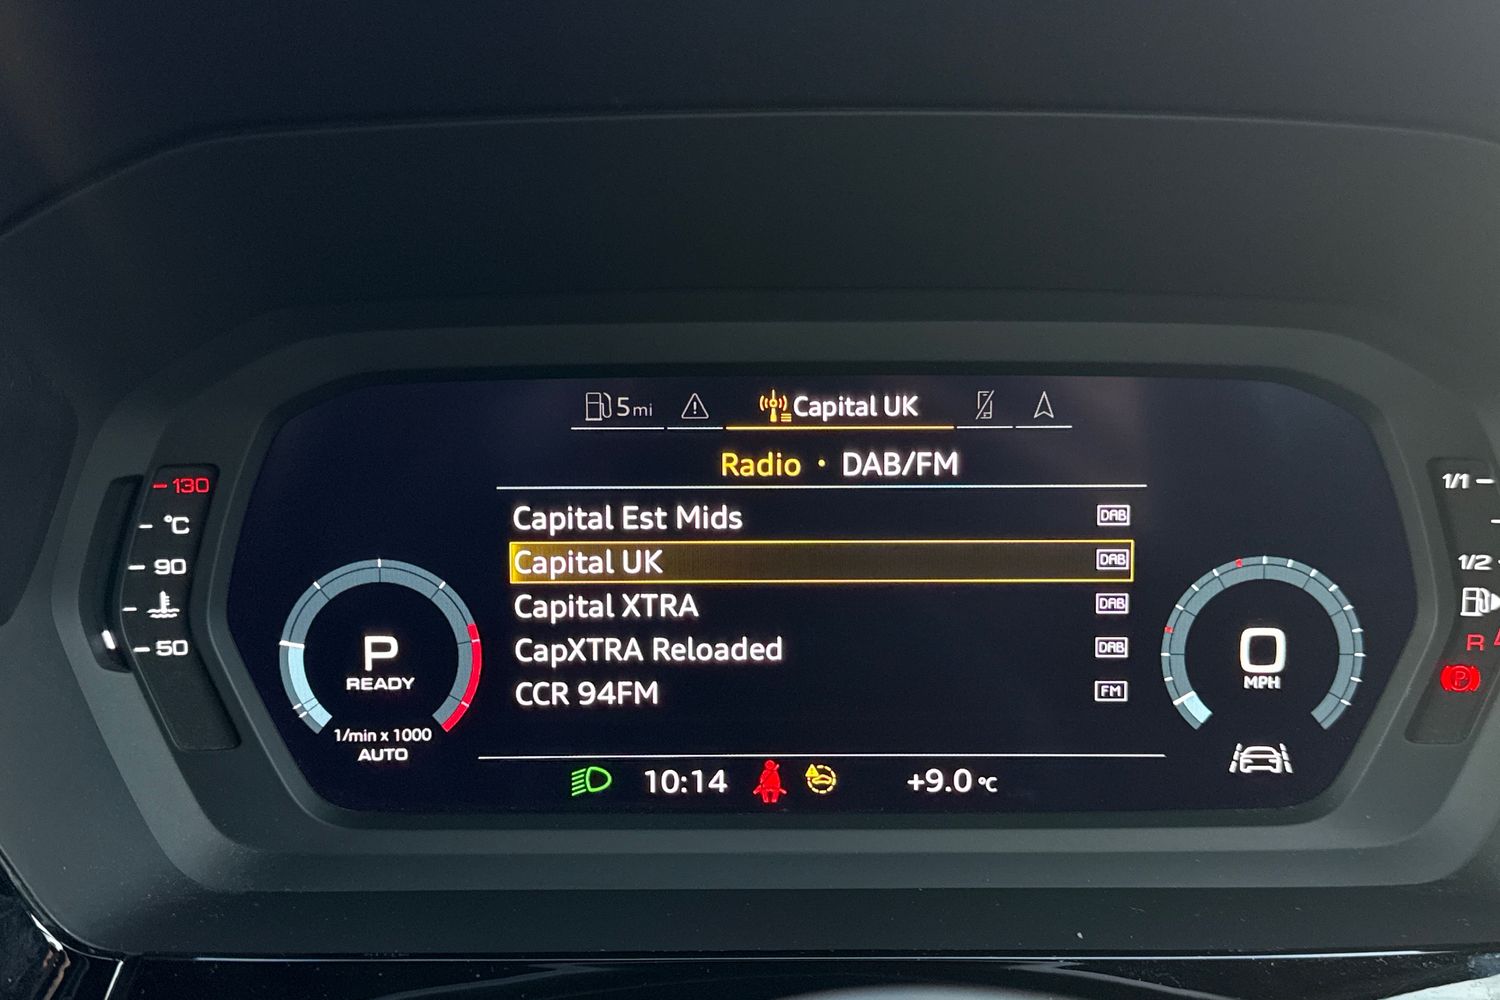 5mi
Capital UK
Radio • DAB/FM
Capital Est Mids DAB
Capital UK DAB
Capital XTRA DAB
CapXTRA Reloaded DAB
CCR 94FM FM
130
°C
90
50
P
READY
1/min x 1000
AUTO
10:14
+9.0 °C
0
MPH
1/1
1/2
R
P